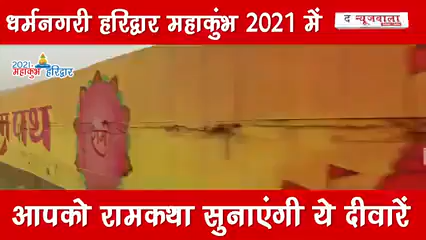 धर्मनगरी हरिद्वार महाकुंभ 2021 में
द न्यूज़वाला
2021-
महाकुंभ हरिद्वार
राम
आपको रामकथा सुनाएंगी ये दीवारें